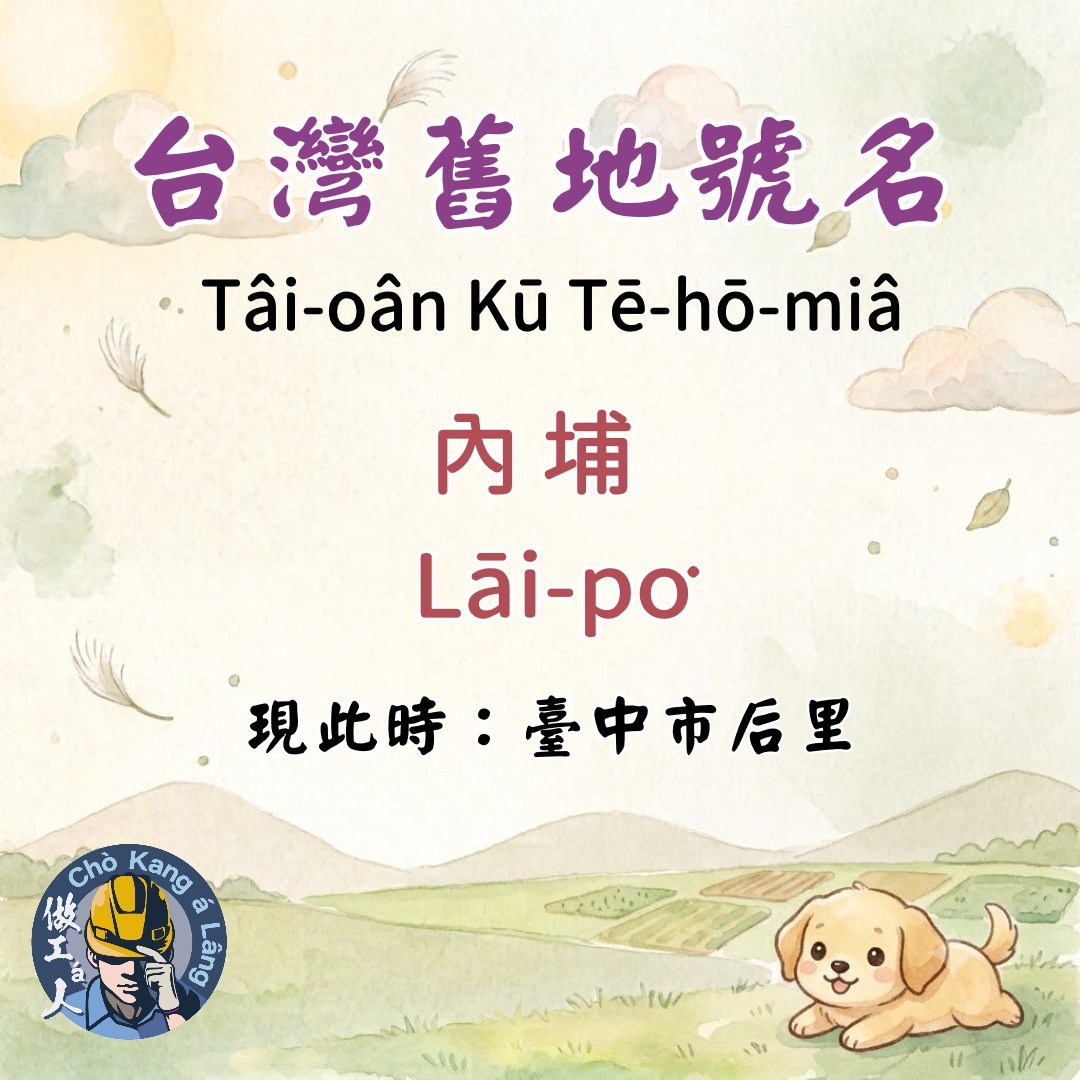 台灣舊地號名
Tâi-oân Kū Tē-hō-miâ
內埔
Lāi-po͘
現此時：臺中市后里
Chò Kang á Lâng
做工ê人